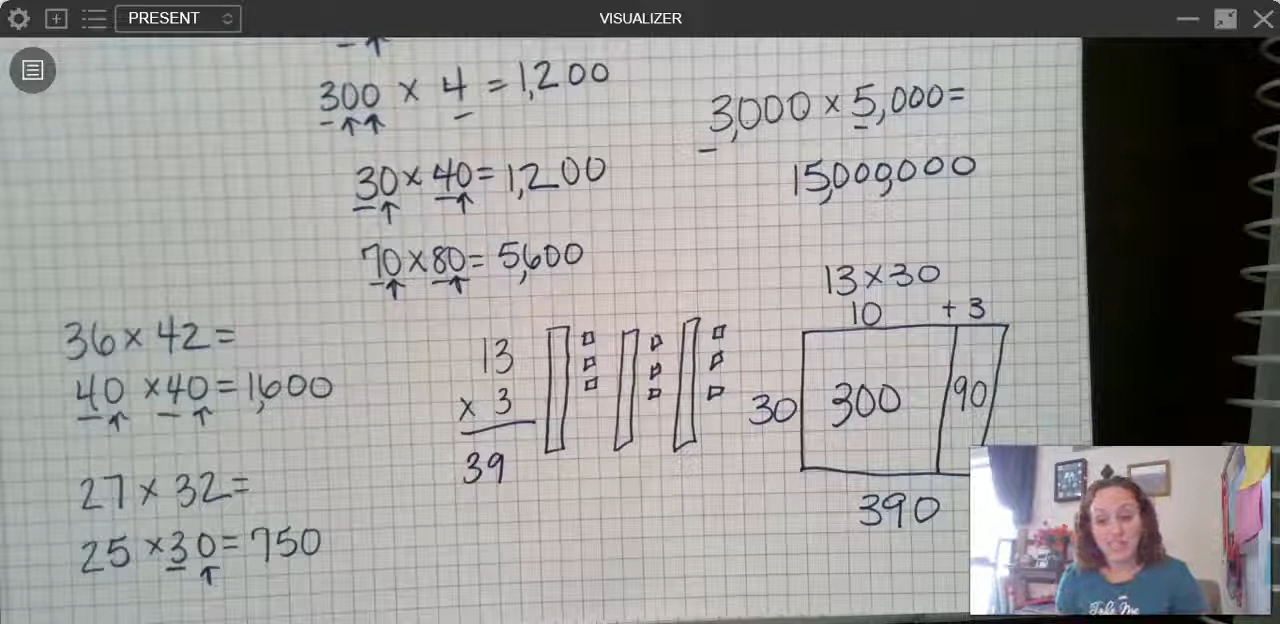 PRESENT
VISUALIZER
300 × 4 = 1,200
3,000 × 5,000=
30 × 40 = 1,200
15,000,000
70 × 80 = 5,600
13 × 30
10 + 3
36 × 42 =
40 × 40 = 1,600
13
× 3
39
30
300
90
390
27 × 32 =
25 × 30 = 750
Take Me